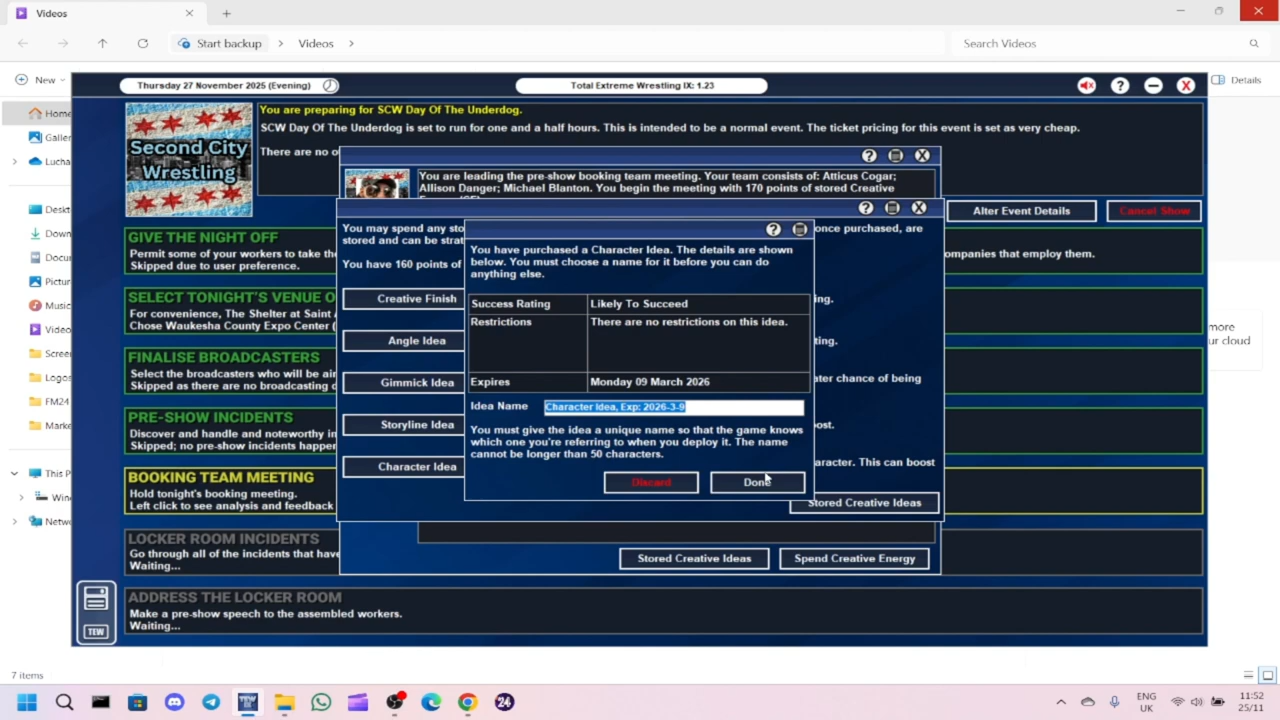 Videos
Start backup
Videos
Search Videos
New
Details
Thursday 27 November 2025 (Evening)
Total Extreme Wrestling IX: 1.23
You are preparing for SCW Day Of The Underdog.
SCW Day Of The Underdog is set to run for one and a half hours. This is intended to be a normal event. The ticket pricing for this event is set as very cheap.
There are no o
Second City
Wrestling
Alter Event Details
Cancel Show
You are leading the pre-show booking team meeting. Your team consists of: Atticus Cogar;
Allison Danger; Michael Blanton. You begin the meeting with 170 points of stored Creative
You may spend any sto
once purchased, are
stored and can be strat
You have 160 points of
Creative Finish
Angle Idea
Gimmick Idea
Storyline Idea
Character Idea
ing.
ting.
ater chance of being
ost.
aracter. This can boost
Stored Creative Ideas
You have purchased a Character Idea. The details are shown
below. You must choose a name for it before you can do
anything else.
Success Rating
Likely To Succeed
Restrictions
There are no restrictions on this idea.
Expires
Monday 09 March 2026
Idea Name
Character Idea, Exp: 2026-3-9
You must give the idea a unique name so that the game knows
which one you're referring to when you deploy it. The name
cannot be longer than 50 characters.
Discard
Done
Stored Creative Ideas
Spend Creative Energy
GIVE THE NIGHT OFF
Permit some of your workers to take the
ompanies that employ them.
Skipped due to user preference.
SELECT TONIGHT'S VENUE O
For convenience, The Shelter at Saint
Chose Waukesha County Expo Center (
FINALISE BROADCASTERS
Select the broadcasters who will be air
Skipped as there are no broadcasting d
PRE-SHOW INCIDENTS
Discover and handle and noteworthy in
Skipped; no pre-show incidents happer
BOOKING TEAM MEETING
Hold tonight's booking meeting.
Left click to see analysis and feedback
LOCKER ROOM INCIDENTS
Go through all of the incidents that have
Waiting...
ADDRESS THE LOCKER ROOM
Make a pre-show speech to the assembled workers.
Waiting...
TEW
Home
Galler
Lucha
Deskt
Down
Docum
Pictur
Music
Video
Screen
Logos
FM24
Marke
This P
Wind
Netwo
more
ur cloud
7 items
TEW
24
ENG
UK
11:52
25/11